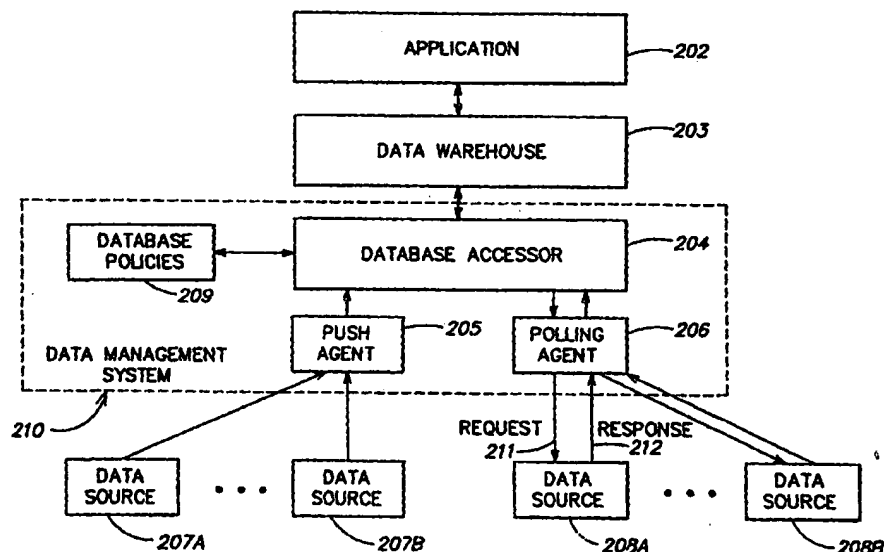 APPLICATION
202
DATA WAREHOUSE
203
DATABASE
POLICIES
209
DATABASE ACCESSOR
204
PUSH
AGENT
205
POLLING
AGENT
206
DATA MANAGEMENT
SYSTEM
210
REQUEST
211
RESPONSE
212
DATA
SOURCE
207A
DATA
SOURCE
207B
DATA
SOURCE
208A
DATA
SOURCE
208B